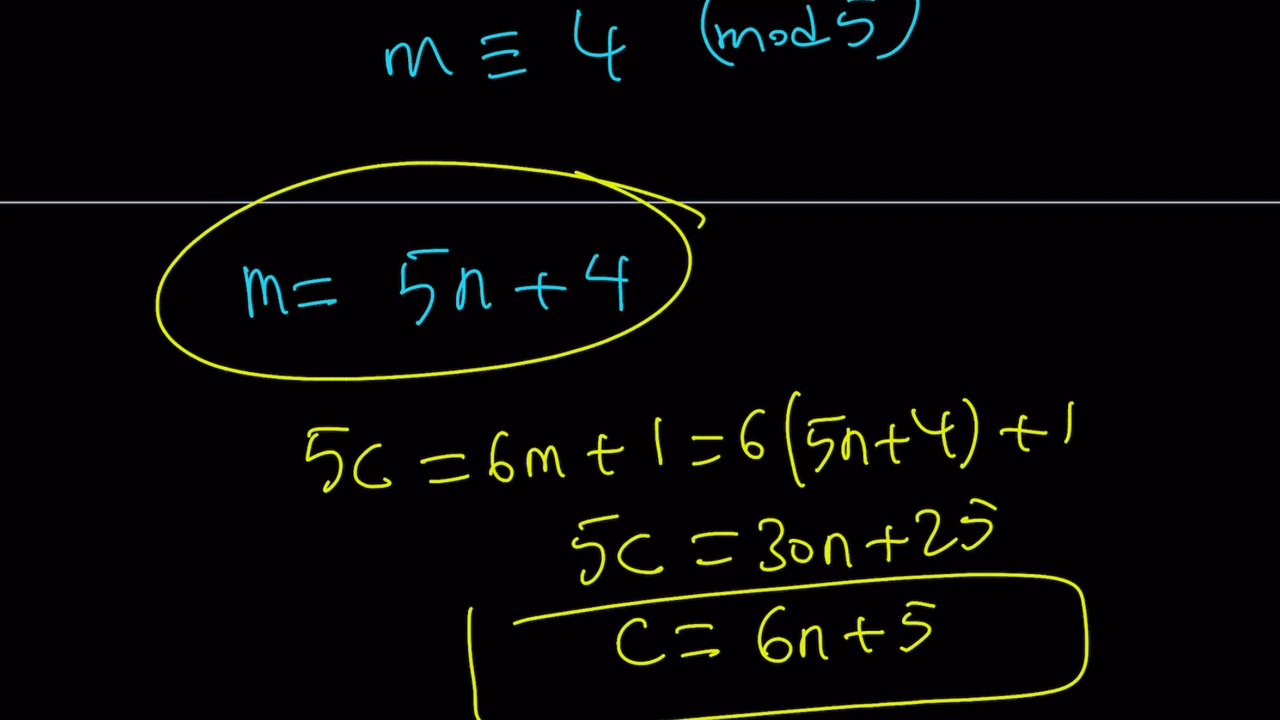 m ≡ 4 (mod 5)
m = 5n + 4
5c = 6m + 1 = 6(5n+4) + 1
5c = 30n + 25
c = 6n + 5